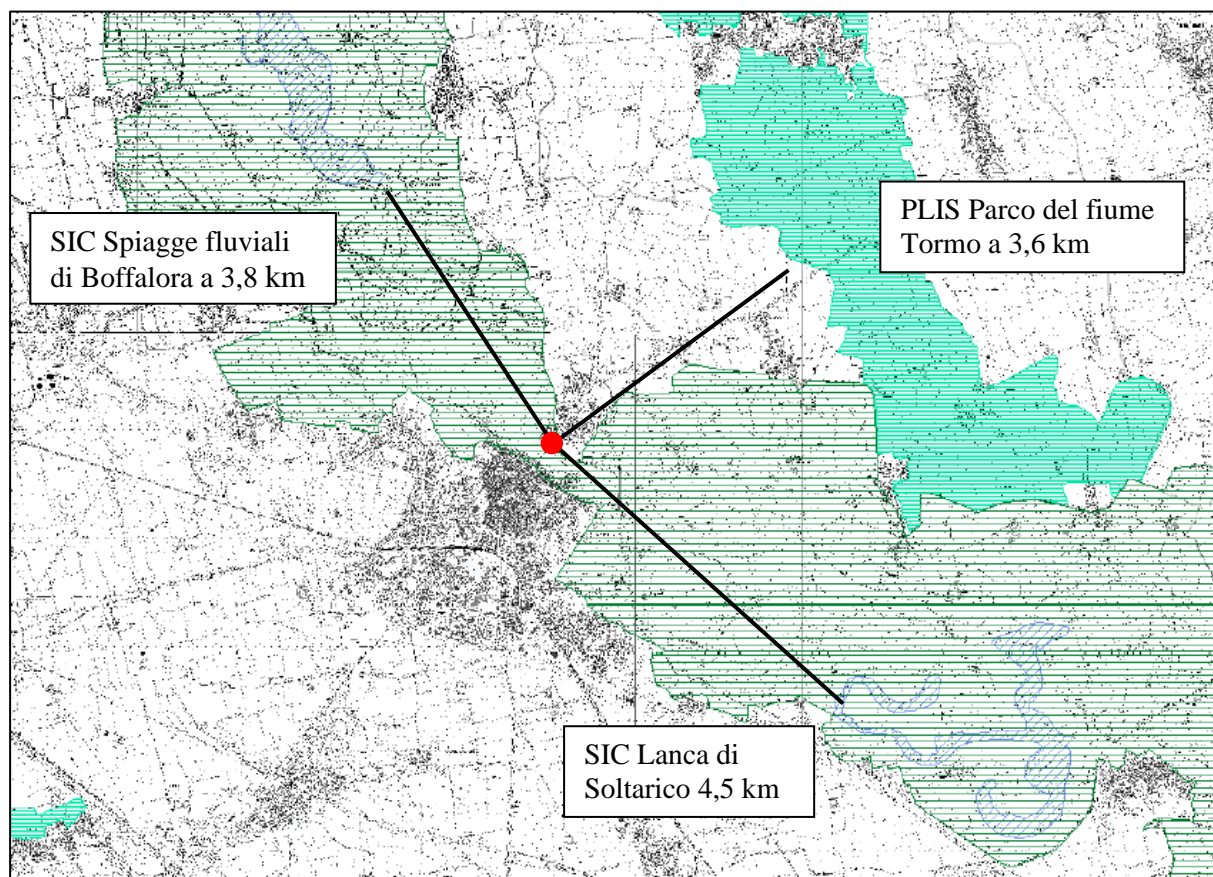 SIC Spiagge fluviali
di Boffalora a 3,8 km
PLIS Parco del fiume
Tormo a 3,6 km
SIC Lanca di
Soltarico 4,5 km